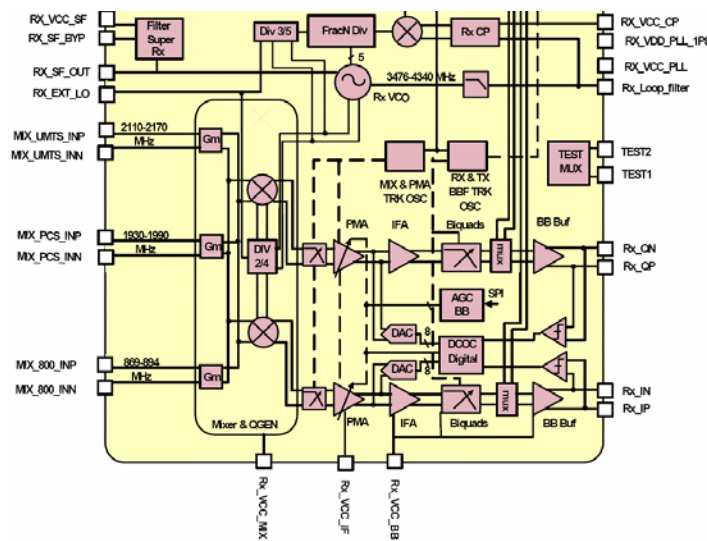 RX_VCC_SF
RX_SF_BYP
RX_SF_OUT
RX_EXT_LO
Filter
Super
Rx
Div 3/5
FracN Div
Rx CP
5
3476-4340 MHz
Rx VCO
RX_VCC_CP
RX_VDD_PLL_1P8
RX_VCC_PLL
Rx_Loop_filter
MIX_UMTS_INP
MIX_UMTS_INN
2110-2170
MHz
Gm
MIX & PMA
TRK OSC
RX & TX
BBF TRK
OSC
TEST
MUX
TEST2
TEST1
MIX_PCS_INP
MIX_PCS_INN
1930-1990
MHz
Gm
DIV
2/4
PMA
IFA
Biquads
mux
BB Buf
Rx_QN
Rx_QP
AGC
BB
SPI
DAC
8
DCOC
Digital
DAC
8
MIX_800_INP
MIX_800_INN
869-894
MHz
Gm
PMA
IFA
Biquads
mux
BB Buf
Rx_IN
Rx_IP
Mixer & QGEN
Rx_VCC_MIX
Rx_VCC_IF
Rx_VCC_BB